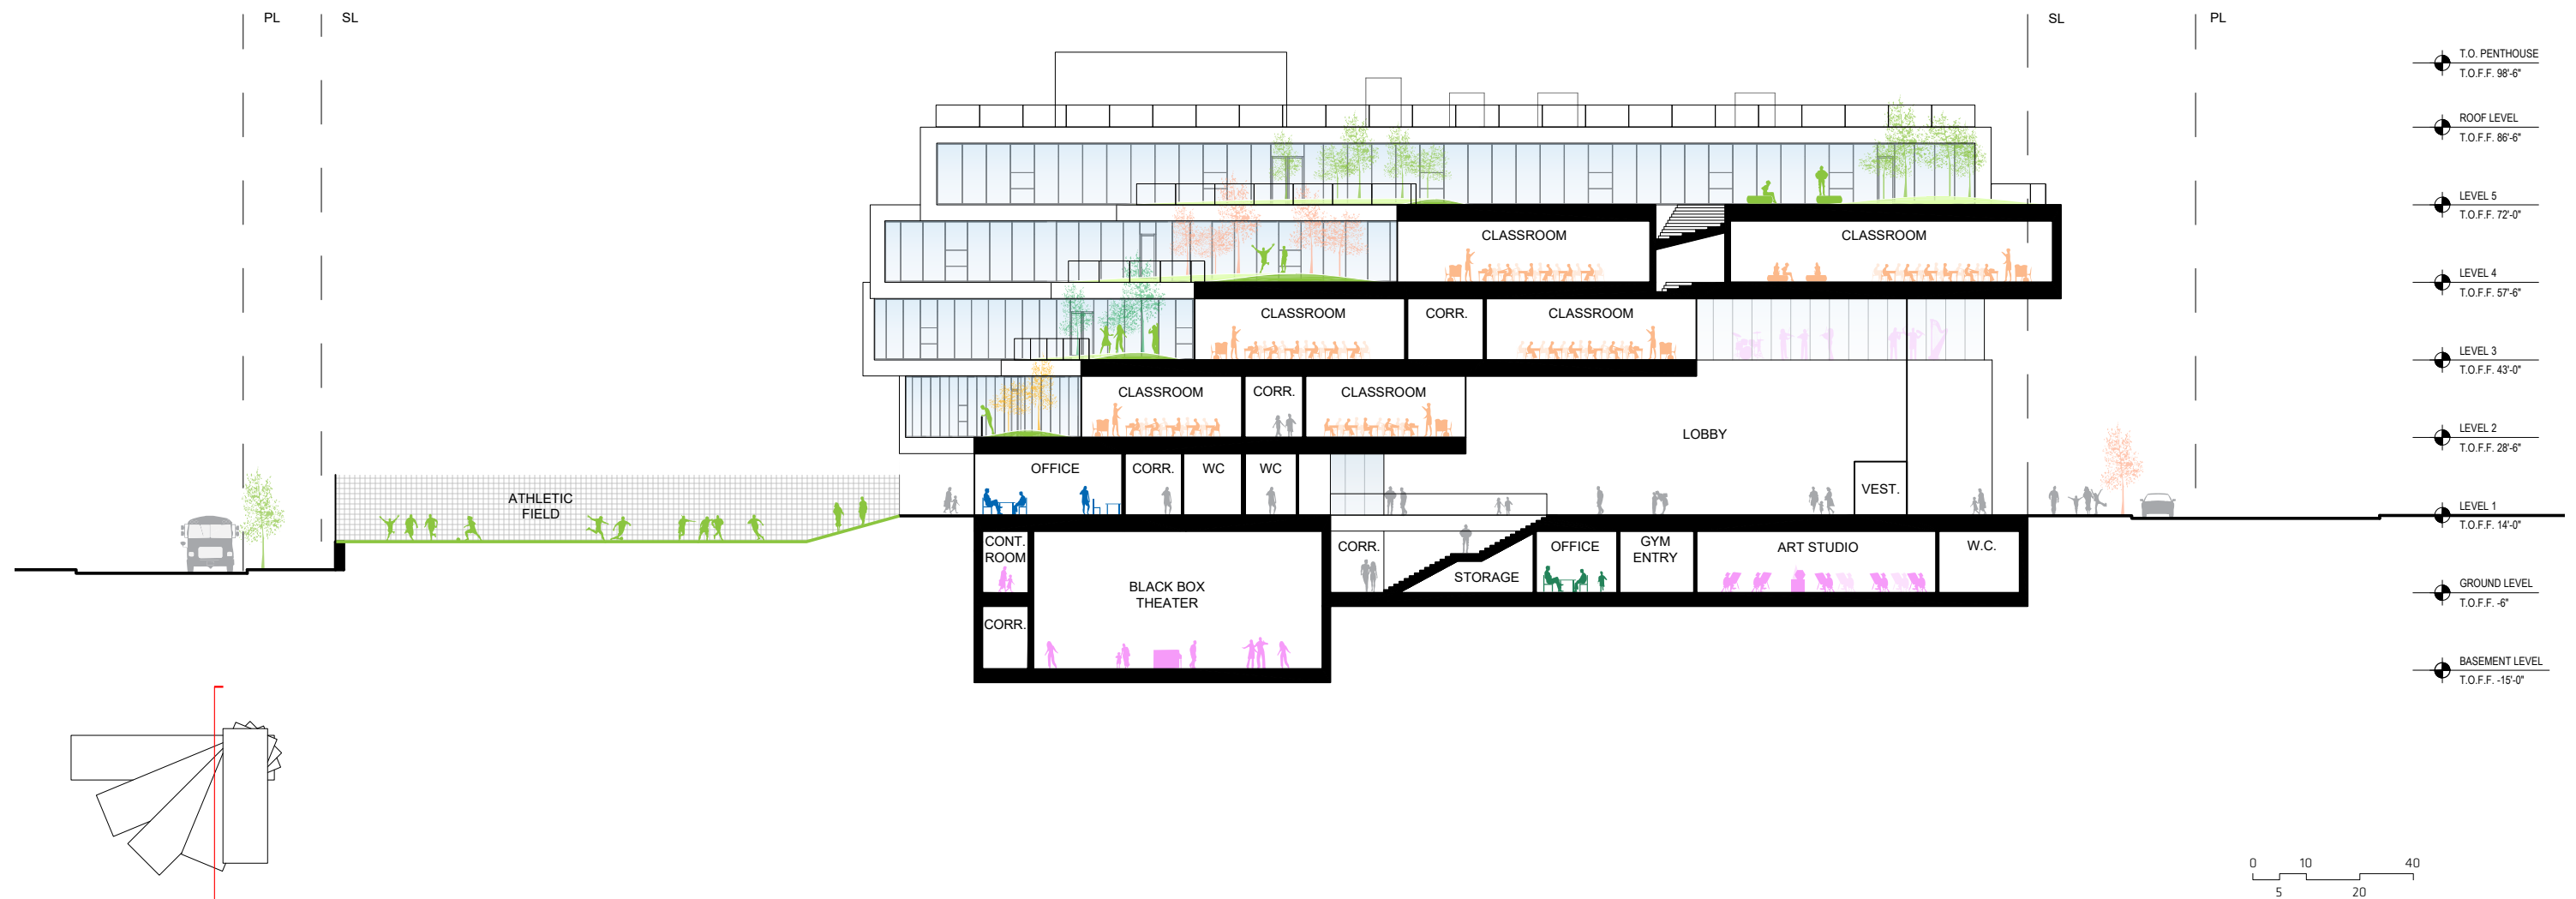 PL
SL
SL
PL
T.O. PENTHOUSE
T.O.F.F. 98'-6"
ROOF LEVEL
T.O.F.F. 86'-6"
LEVEL 5
T.O.F.F. 72'-0"
CLASSROOM
CLASSROOM
LEVEL 4
T.O.F.F. 57'-6"
CLASSROOM
CORR.
CLASSROOM
LEVEL 3
T.O.F.F. 43'-0"
CLASSROOM
CORR.
CLASSROOM
LOBBY
LEVEL 2
T.O.F.F. 28'-6"
ATHLETIC
FIELD
OFFICE
CORR.
WC
WC
VEST.
LEVEL 1
T.O.F.F. 14'-0"
CONT.
ROOM
BLACK BOX
THEATER
CORR.
STORAGE
OFFICE
GYM
ENTRY
ART STUDIO
W.C.
GROUND LEVEL
T.O.F.F. -6"
CORR.
BASEMENT LEVEL
T.O.F.F. -15'-0"
0 10 40
5 20